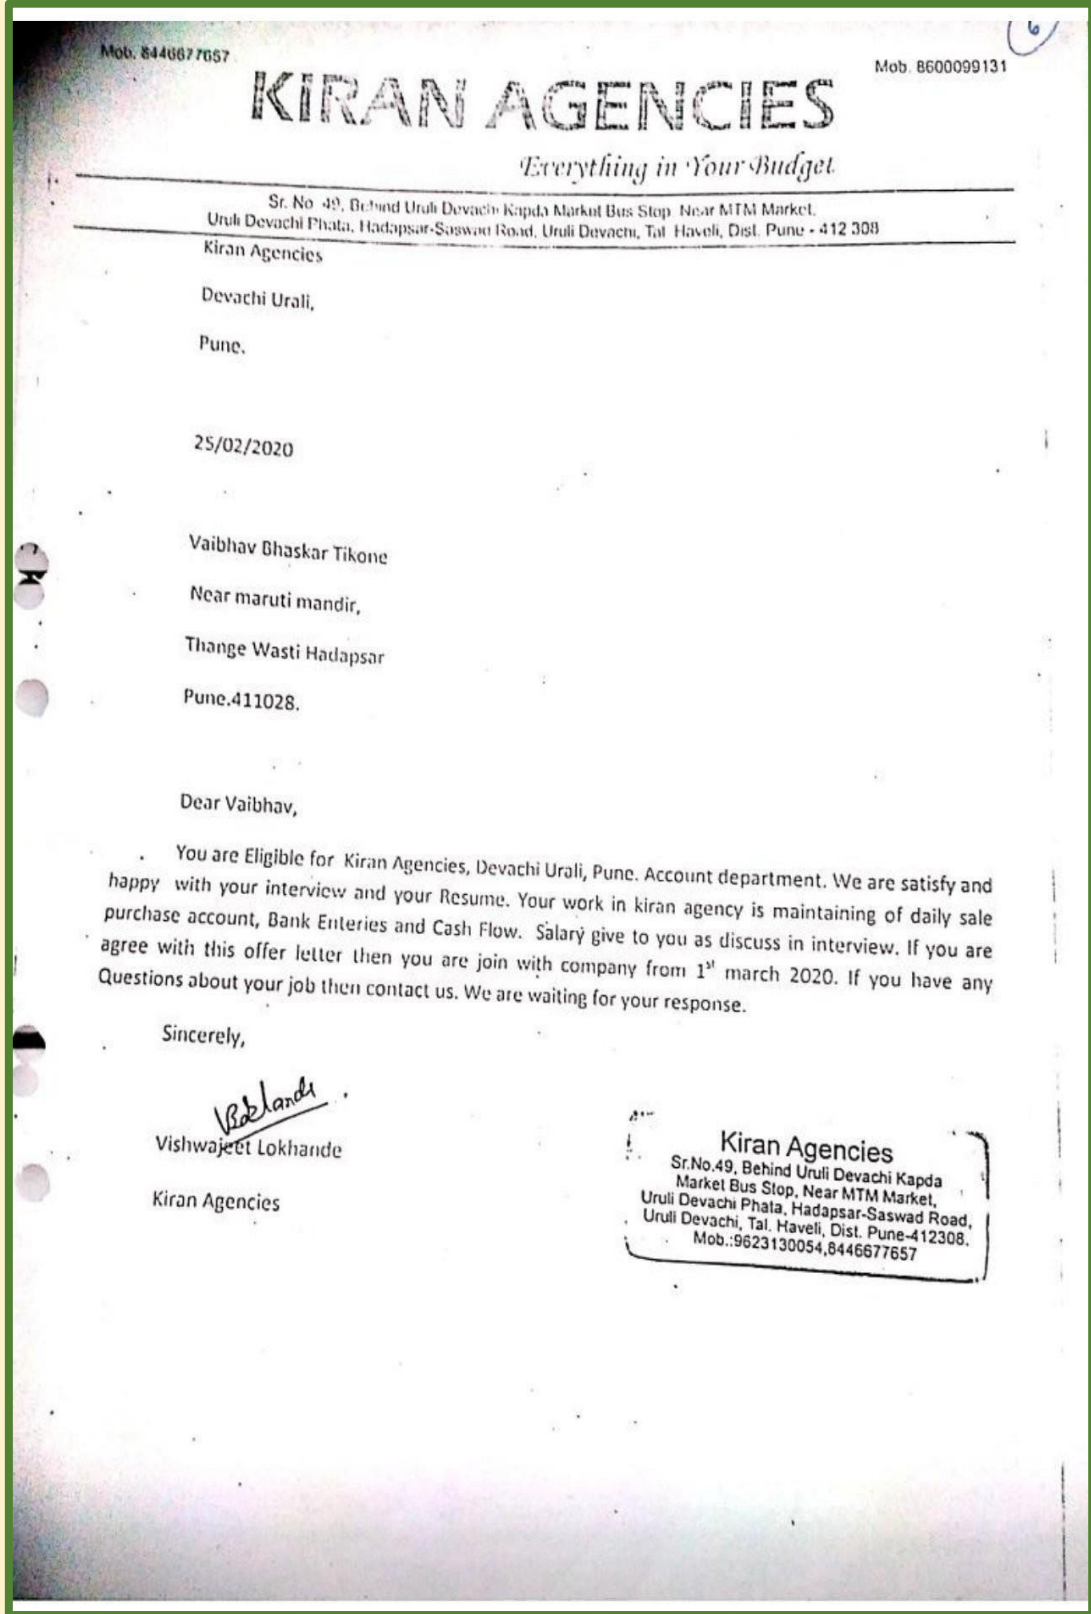 6
Mob. 8446677657
Mob. 8600099131
KIRAN AGENCIES
Everything in Your Budget
Sr. No 49, Behind Uruli Devachi Kapda Market Bus Stop, Near MTM Market,
Uruli Devachi Phata, Hadapsar-Saswad Road, Uruli Devachi, Tal Haveli, Dist. Pune - 412 308
Kiran Agencies
Devachi Urali,
Pune.
25/02/2020
Vaibhav Bhaskar Tikone
Near maruti mandir,
Thange Wasti Hadapsar
Pune.411028.
Dear Vaibhav,
You are Eligible for Kiran Agencies, Devachi Urali, Pune. Account department. We are satisfy and
happy with your interview and your Resume. Your work in kiran agency is maintaining of daily sale
purchase account, Bank Enteries and Cash Flow. Salary give to you as discuss in interview. If you are
agree with this offer letter then you are join with company from 1st march 2020. If you have any
Questions about your job then contact us. We are waiting for your response.
Sincerely,
Vishwajeet Lokhande
Kiran Agencies
Kiran Agencies
Sr.No.49, Behind Uruli Devachi Kapda
Market Bus Stop, Near MTM Market,
Uruli Devachi Phata, Hadapsar-Saswad Road,
Uruli Devachi, Tal. Haveli, Dist. Pune-412308.
Mob.:9623130054,8446677657